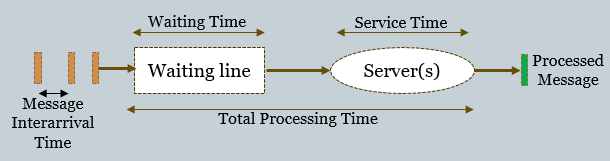 Waiting Time
Service Time
Waiting line
Server(s)
Processed
Message
Message
Interarrival
Time
Total Processing Time